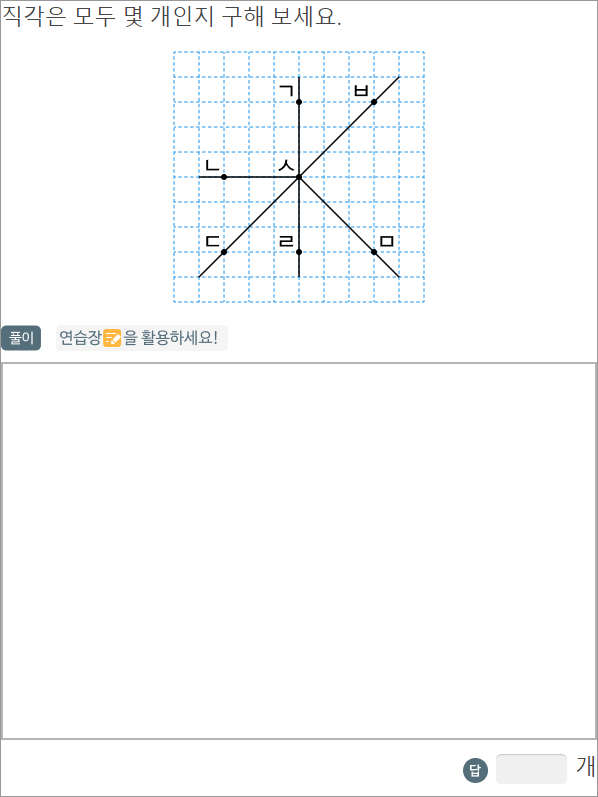 직각은 모두 몇 개인지 구해 보세요.
ㄱ ㅂ
ㄴ ㅅ
ㄷ ㄹ ㅁ
풀이 연습장을 활용하세요!
답 개